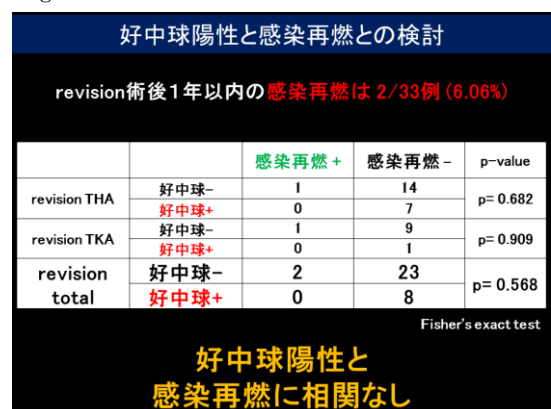 好中球陽性と感染再燃との検討
revision術後1年以内の感染再燃は 2/33例 (6.06%)
感染再燃+ 感染再燃− p-value
revision THA 好中球− 1 14 p= 0.682
好中球+ 0 7
revision TKA 好中球− 1 9 p= 0.909
好中球+ 0 1
revision total 好中球− 2 23 p= 0.568
好中球+ 0 8
Fisher's exact test
好中球陽性と
感染再燃に相関なし